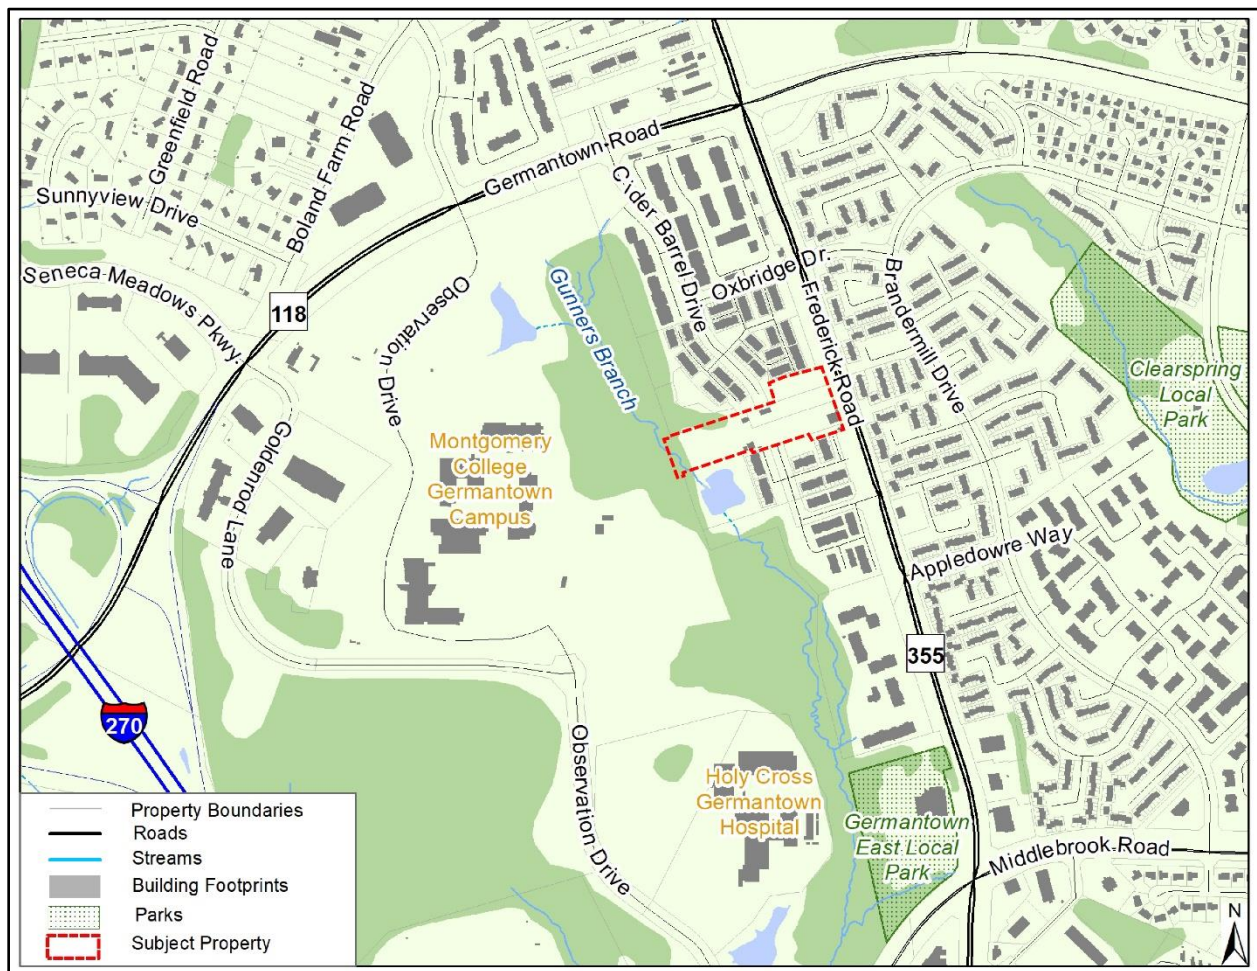 Greenfield Road
Boland Farm Road
Sunnyview Drive
Seneca Meadows Pkwy.
118
Germantown Road
Cider Barrel Drive
Oxbridge Dr.
Frederick Road
Brandermill Drive
Observation Drive
Gunners Branch
Clearspring
Local
Park
Goldenrod Lane
Montgomery
College
Germantown
Campus
Appledowre Way
355
270
Observation Drive
Holy Cross
Germantown
Hospital
Germantown
East Local
Park
Middlebrook Road
Property Boundaries
Roads
Streams
Building Footprints
Parks
Subject Property
N